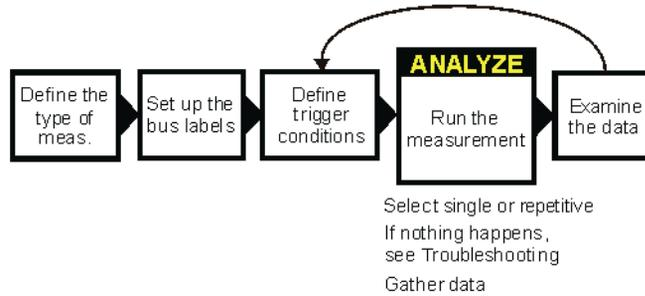 Define the
type of
meas.
Set up the
bus labels
Define
trigger
conditions
ANALYZE
Run the
measurement
Examine
the data
Select single or repetitive
If nothing happens,
see Troubleshooting
Gather data